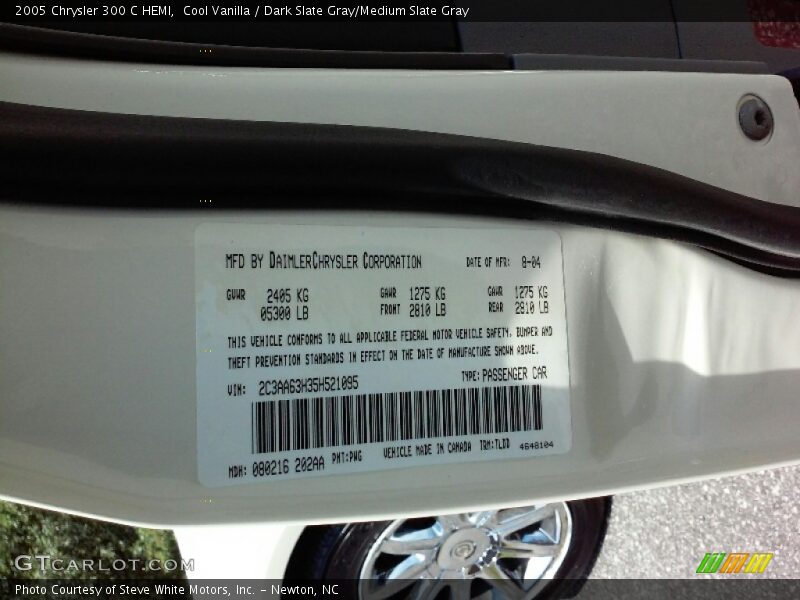 2005 Chrysler 300 C HEMI,  Cool Vanilla / Dark Slate Gray/Medium Slate Gray
MFD BY DAIMLERCHRYSLER CORPORATION DATE OF MFR: 8-04
GVWR 2405 KG GAWR 1275 KG GAWR 1275 KG
05300 LB FRONT 2810 LB REAR 2810 LB
THIS VEHICLE CONFORMS TO ALL APPLICABLE FEDERAL MOTOR VEHICLE SAFETY, BUMPER AND
THEFT PREVENTION STANDARDS IN EFFECT ON THE DATE OF MANUFACTURE SHOWN ABOVE.
VIN: 2C3AA63H35H521095 TYPE: PASSENGER CAR
MDH: 080216 202AA PNT:PWG VEHICLE MADE IN CANADA TRM:TLDD 4648104
GTCARLOT.COM
Photo Courtesy of Steve White Motors, Inc. – Newton, NC